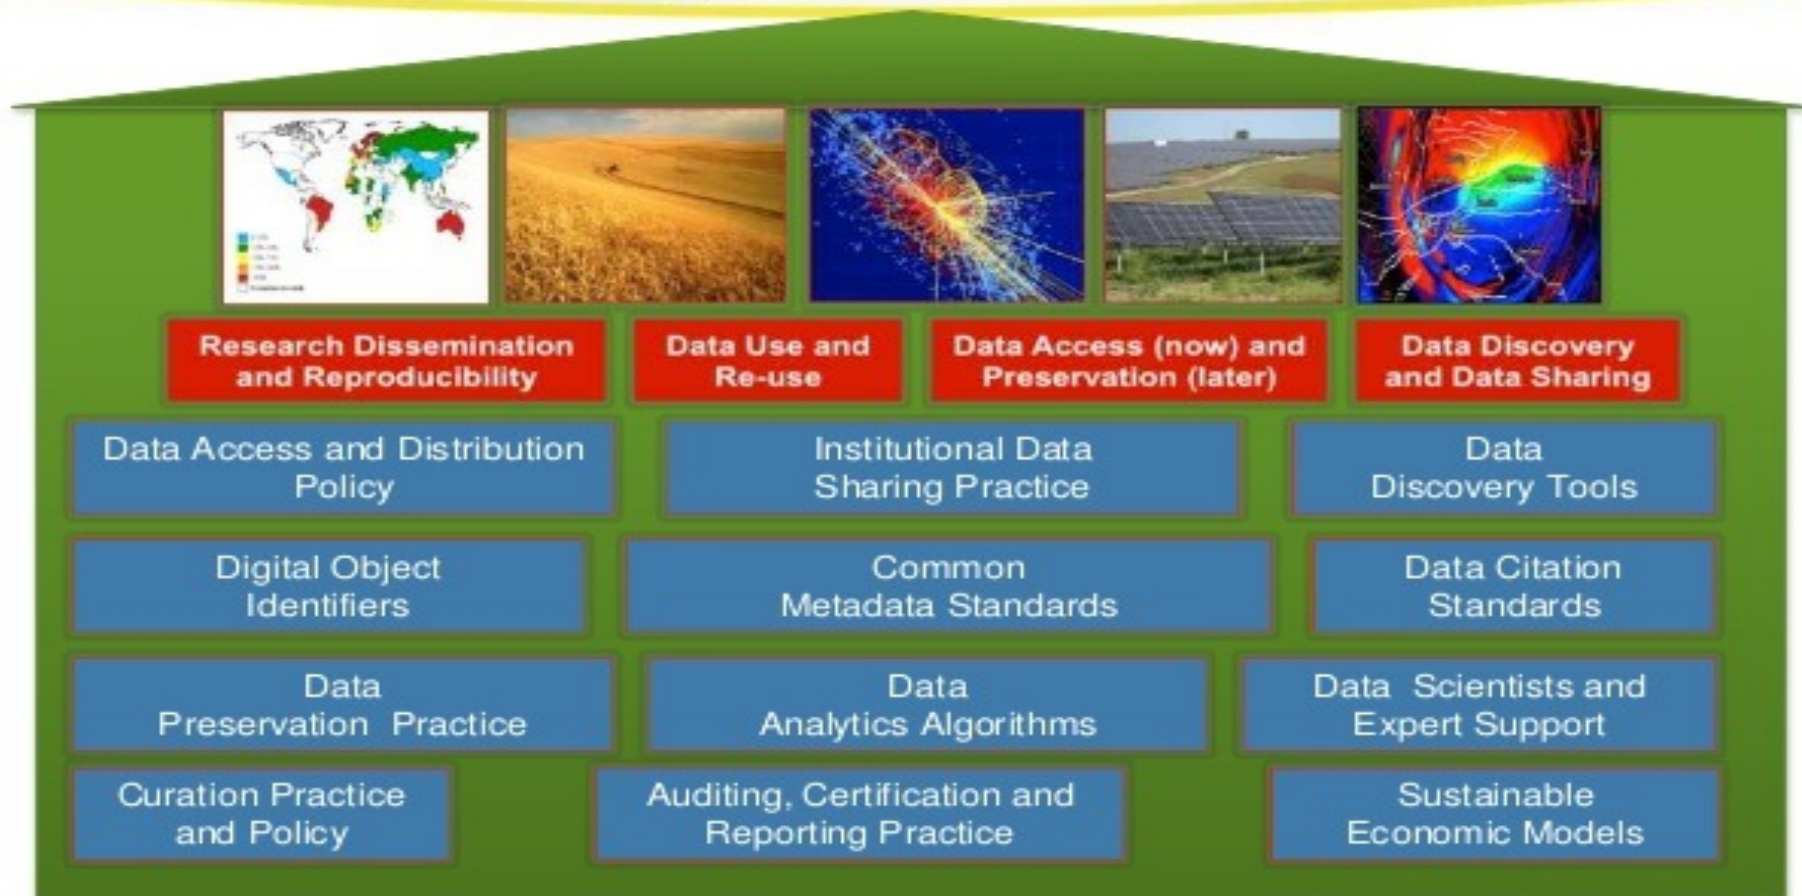 Research Dissemination
and Reproducibility
Data Use and
Re-use
Data Access (now) and
Preservation (later)
Data Discovery
and Data Sharing
Data Access and Distribution
Policy
Institutional Data
Sharing Practice
Data
Discovery Tools
Digital Object
Identifiers
Common
Metadata Standards
Data Citation
Standards
Data
Preservation Practice
Data
Analytics Algorithms
Data Scientists and
Expert Support
Curation Practice
and Policy
Auditing, Certification and
Reporting Practice
Sustainable
Economic Models